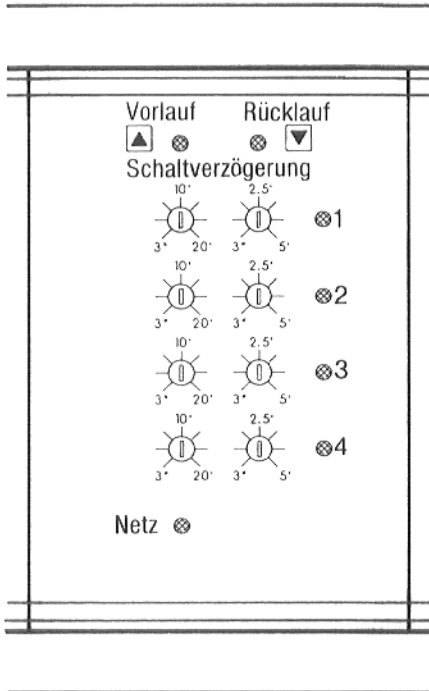 Vorlauf Rücklauf
Schaltverzögerung
10' 2.5'
3" 20' 3" 5' 1
10' 2.5'
3" 20' 3" 5' 2
10' 2.5'
3" 20' 3" 5' 3
10' 2.5'
3" 20' 3" 5' 4
Netz